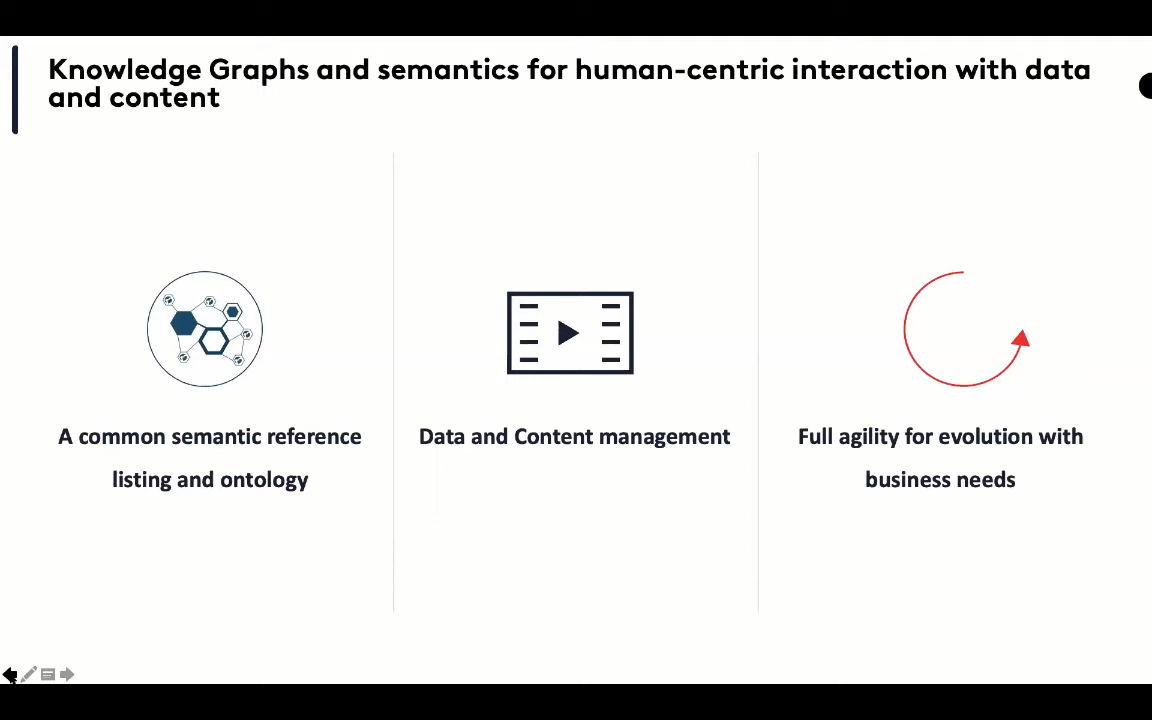 Knowledge Graphs and semantics for human-centric interaction with data
and content
A common semantic reference
listing and ontology
Data and Content management
Full agility for evolution with
business needs